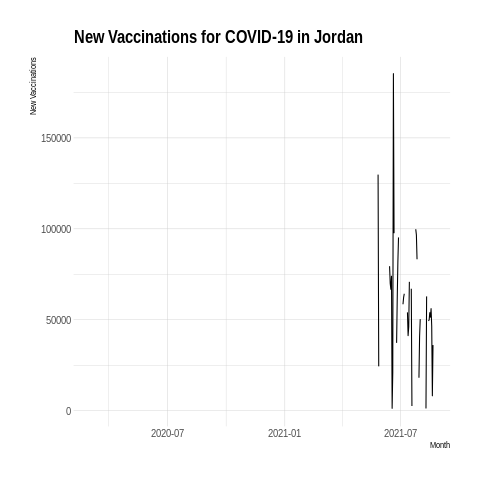 New Vaccinations for COVID-19 in Jordan
New Vaccinations
150000
100000
50000
0
2020-07
2021-01
2021-07
Month